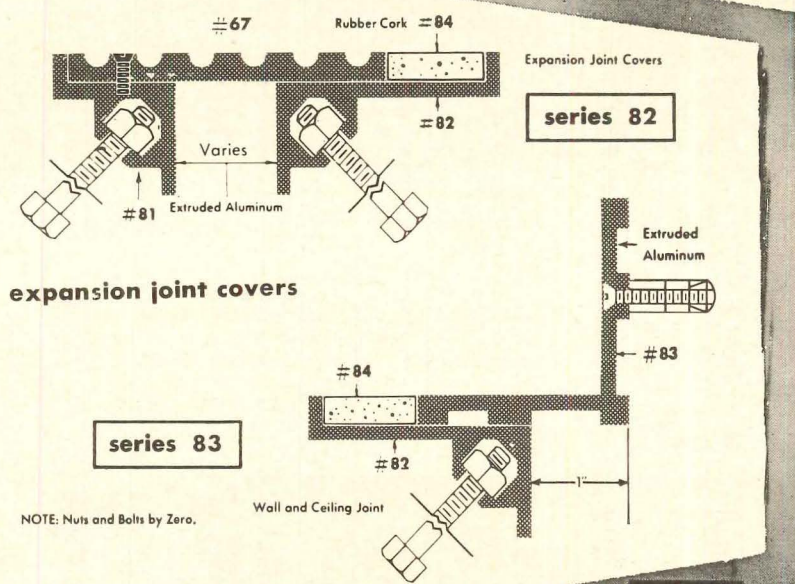 #67
Rubber Cork #84
Expansion Joint Covers
#82
series 82
Varies
#81
Extruded Aluminum
Extruded
Aluminum
expansion joint covers
#83
#84
series 83
#82
1"
Wall and Ceiling Joint
NOTE: Nuts and Bolts by Zero.